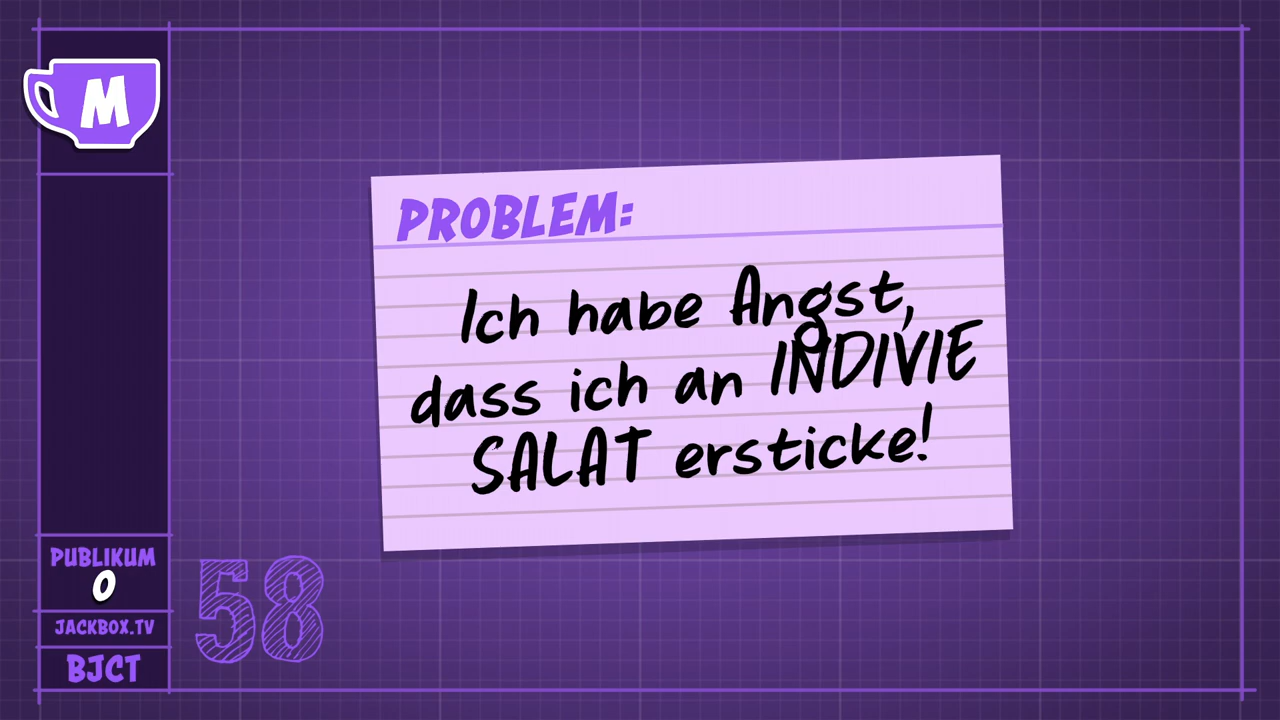 M
PROBLEM:
Ich habe Angst,
dass ich an INDIVIE
SALAT ersticke!
PUBLIKUM
0
JACKBOX.TV
BJCT
58